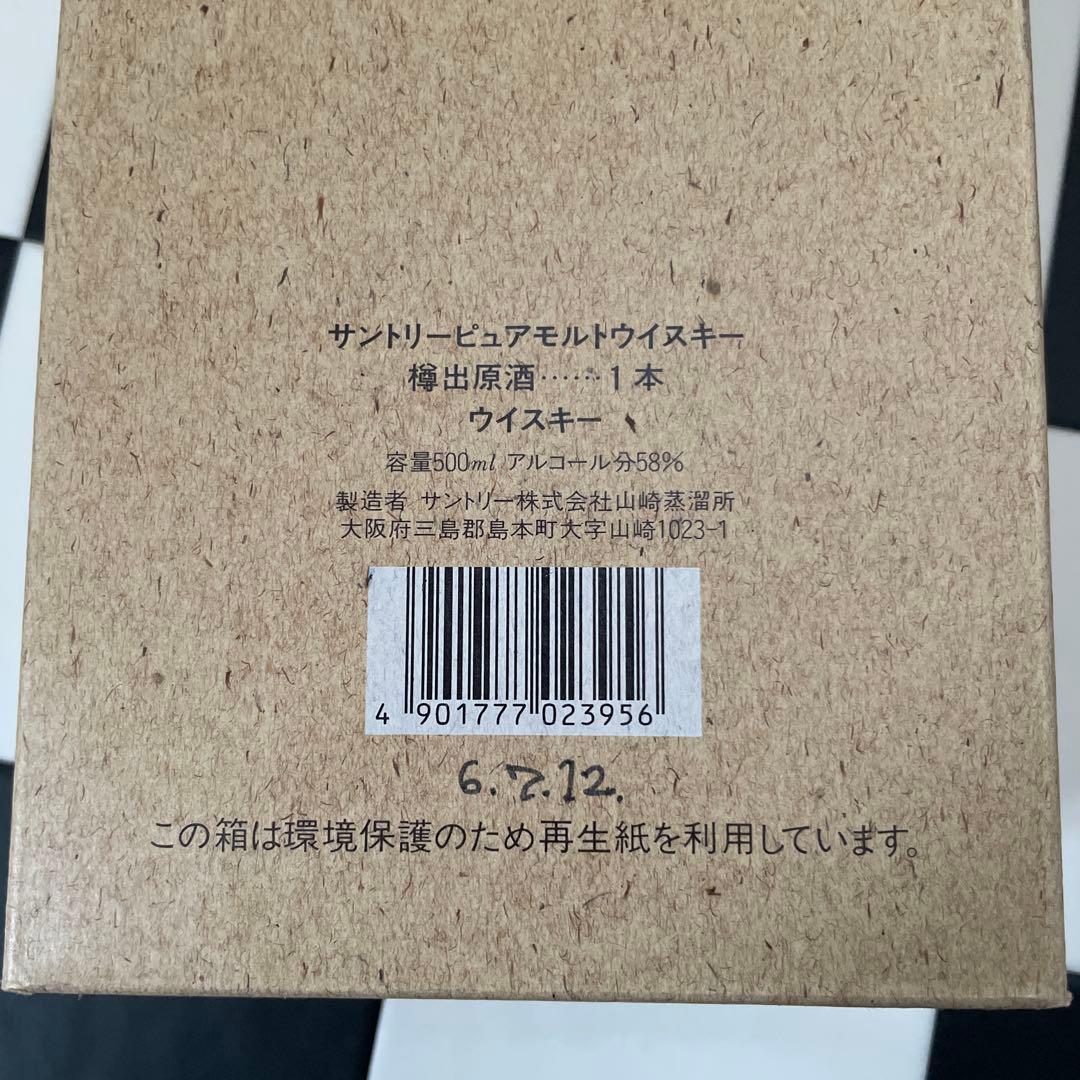 サントリーピュアモルトウイスキー
樽出原酒……1本
ウイスキー
容量500ml アルコール分58%
製造者 サントリー株式会社山崎蒸溜所
大阪府三島郡島本町大字山崎1023-1
4 901777 023956
6.7.12.
この箱は環境保護のため再生紙を利用しています。